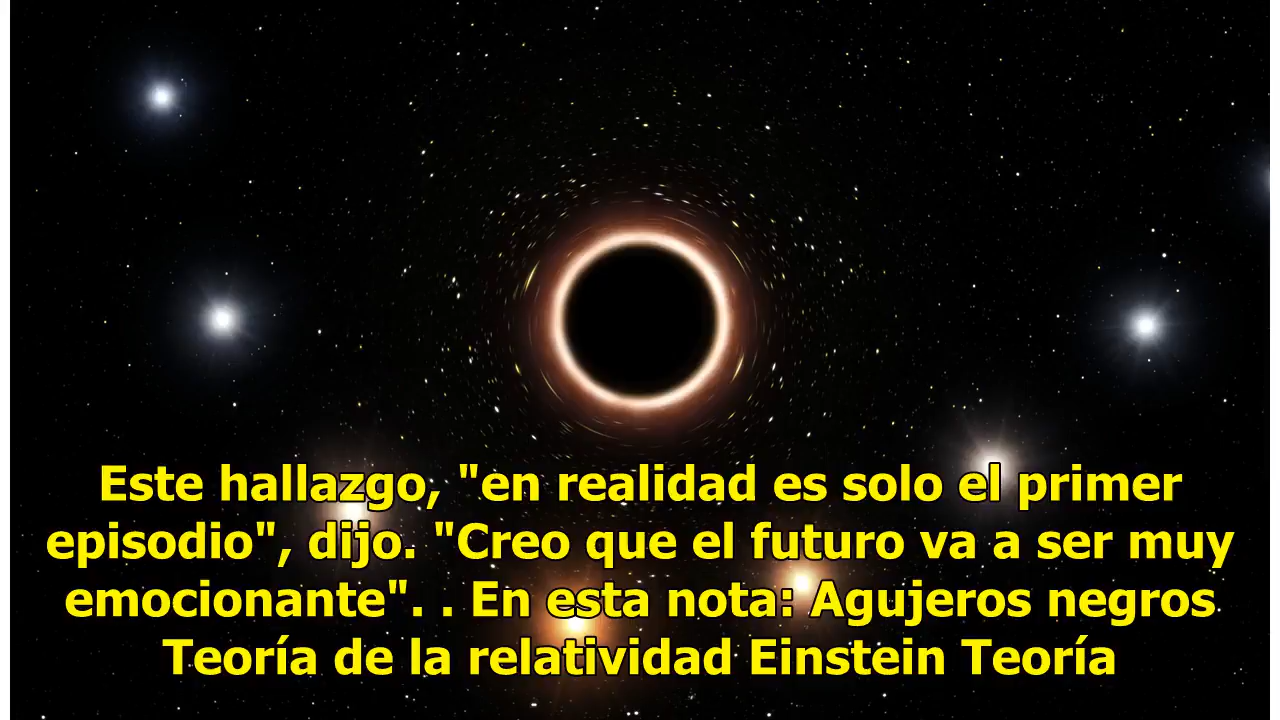 Este hallazgo, "en realidad es solo el primer
episodio", dijo. "Creo que el futuro va a ser muy
emocionante". . En esta nota: Agujeros negros
Teoría de la relatividad Einstein Teoría